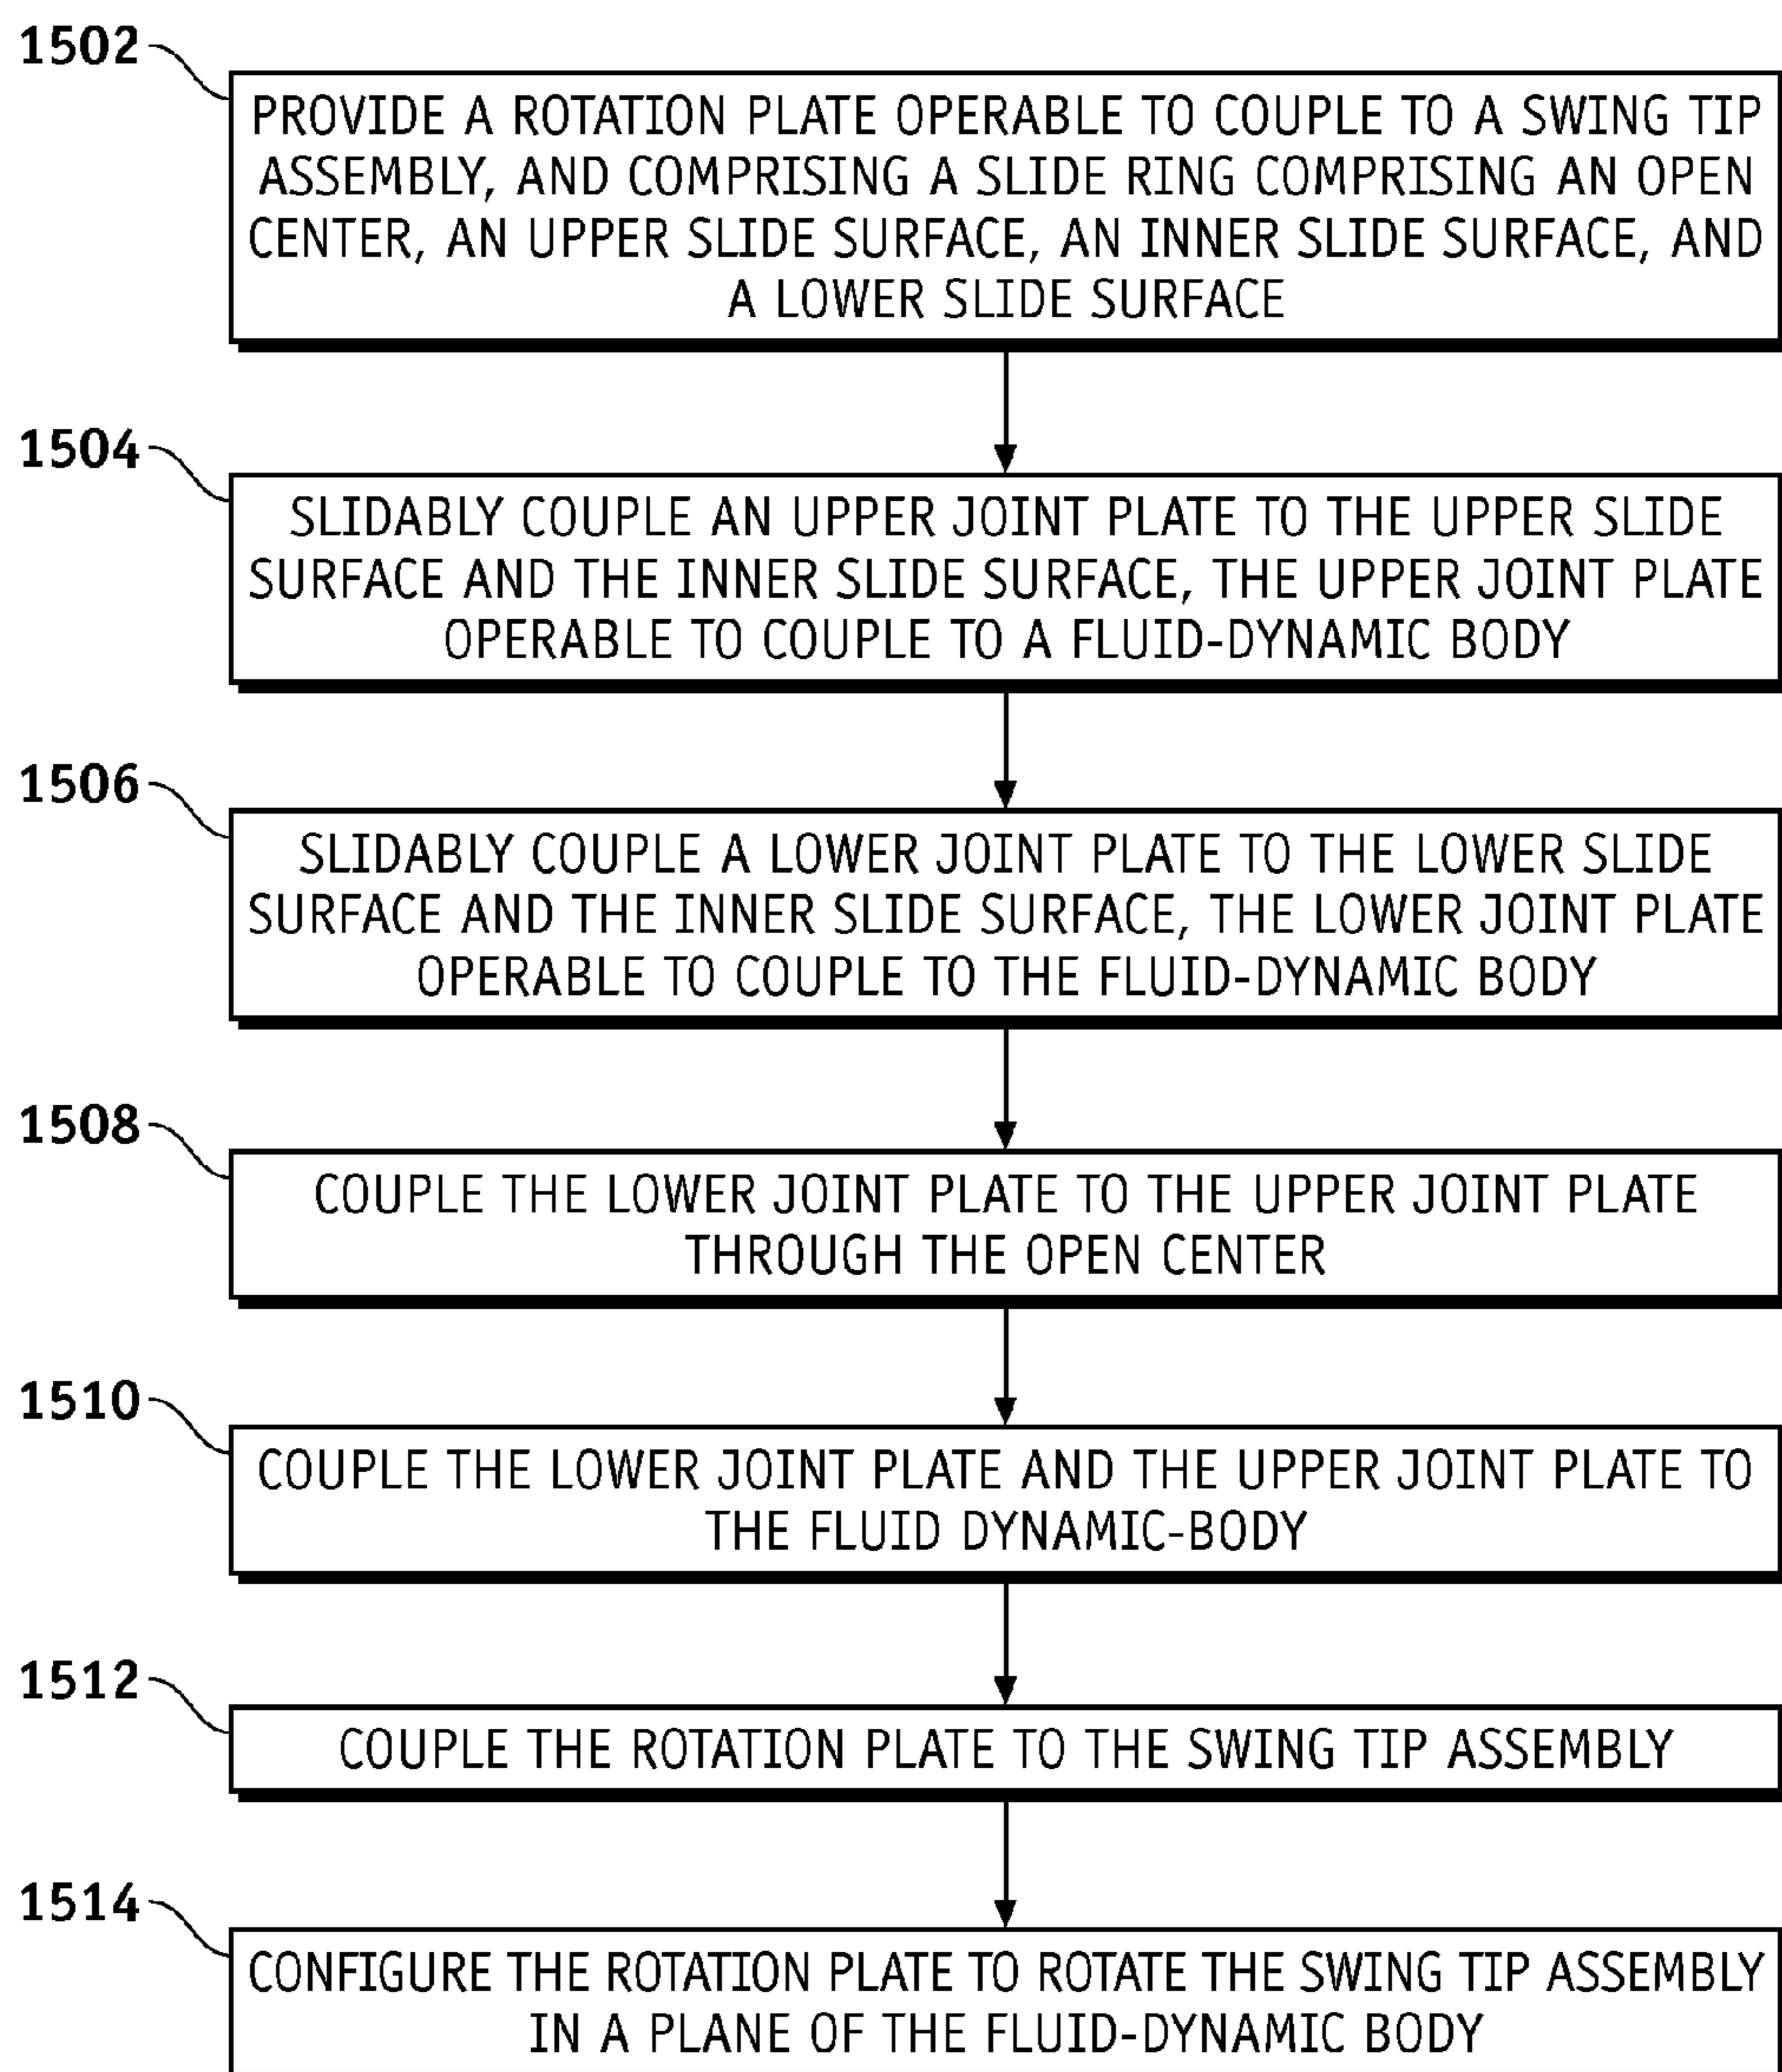 1502
PROVIDE A ROTATION PLATE OPERABLE TO COUPLE TO A SWING TIP
ASSEMBLY, AND COMPRISING A SLIDE RING COMPRISING AN OPEN
CENTER, AN UPPER SLIDE SURFACE, AN INNER SLIDE SURFACE, AND
A LOWER SLIDE SURFACE
1504
SLIDABLY COUPLE AN UPPER JOINT PLATE TO THE UPPER SLIDE
SURFACE AND THE INNER SLIDE SURFACE, THE UPPER JOINT PLATE
OPERABLE TO COUPLE TO A FLUID-DYNAMIC BODY
1506
SLIDABLY COUPLE A LOWER JOINT PLATE TO THE LOWER SLIDE
SURFACE AND THE INNER SLIDE SURFACE, THE LOWER JOINT PLATE
OPERABLE TO COUPLE TO THE FLUID-DYNAMIC BODY
1508
COUPLE THE LOWER JOINT PLATE TO THE UPPER JOINT PLATE
THROUGH THE OPEN CENTER
1510
COUPLE THE LOWER JOINT PLATE AND THE UPPER JOINT PLATE TO
THE FLUID DYNAMIC-BODY
1512
COUPLE THE ROTATION PLATE TO THE SWING TIP ASSEMBLY
1514
CONFIGURE THE ROTATION PLATE TO ROTATE THE SWING TIP ASSEMBLY
IN A PLANE OF THE FLUID-DYNAMIC BODY